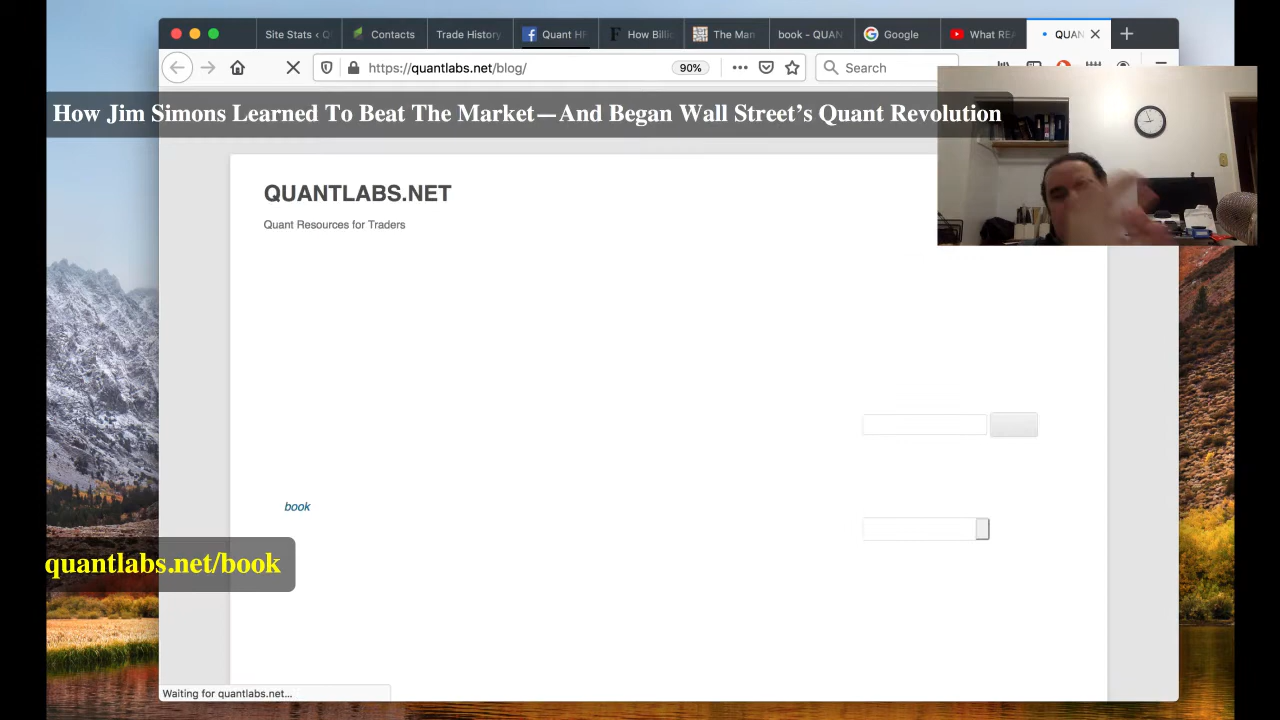 Site Stats ‹ Q
Contacts
Trade History
Quant HF
How Billic
The Man
book - QUAN
Google
What REA
QUAN
https://quantlabs.net/blog/
90%
Search
How Jim Simons Learned To Beat The Market—And Began Wall Street’s Quant Revolution
QUANTLABS.NET
Quant Resources for Traders
book
quantlabs.net/book
Waiting for quantlabs.net...